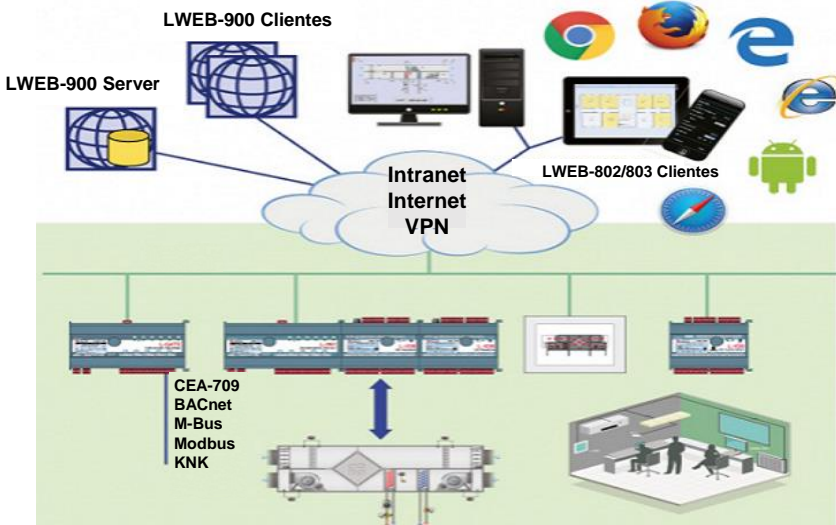 LWEB-900 Clientes
LWEB-900 Server
LWEB-802/803 Clientes
Intranet
Internet
VPN
CEA-709
BACnet
M-Bus
Modbus
KNK